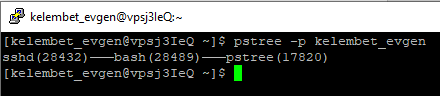 kelembet_evgen@vpsj3IeQ:~
[kelembet_evgen@vpsj3IeQ ~]$ pstree -p kelembet_evgen
sshd(28432)───bash(28489)───pstree(17820)
[kelembet_evgen@vpsj3IeQ ~]$